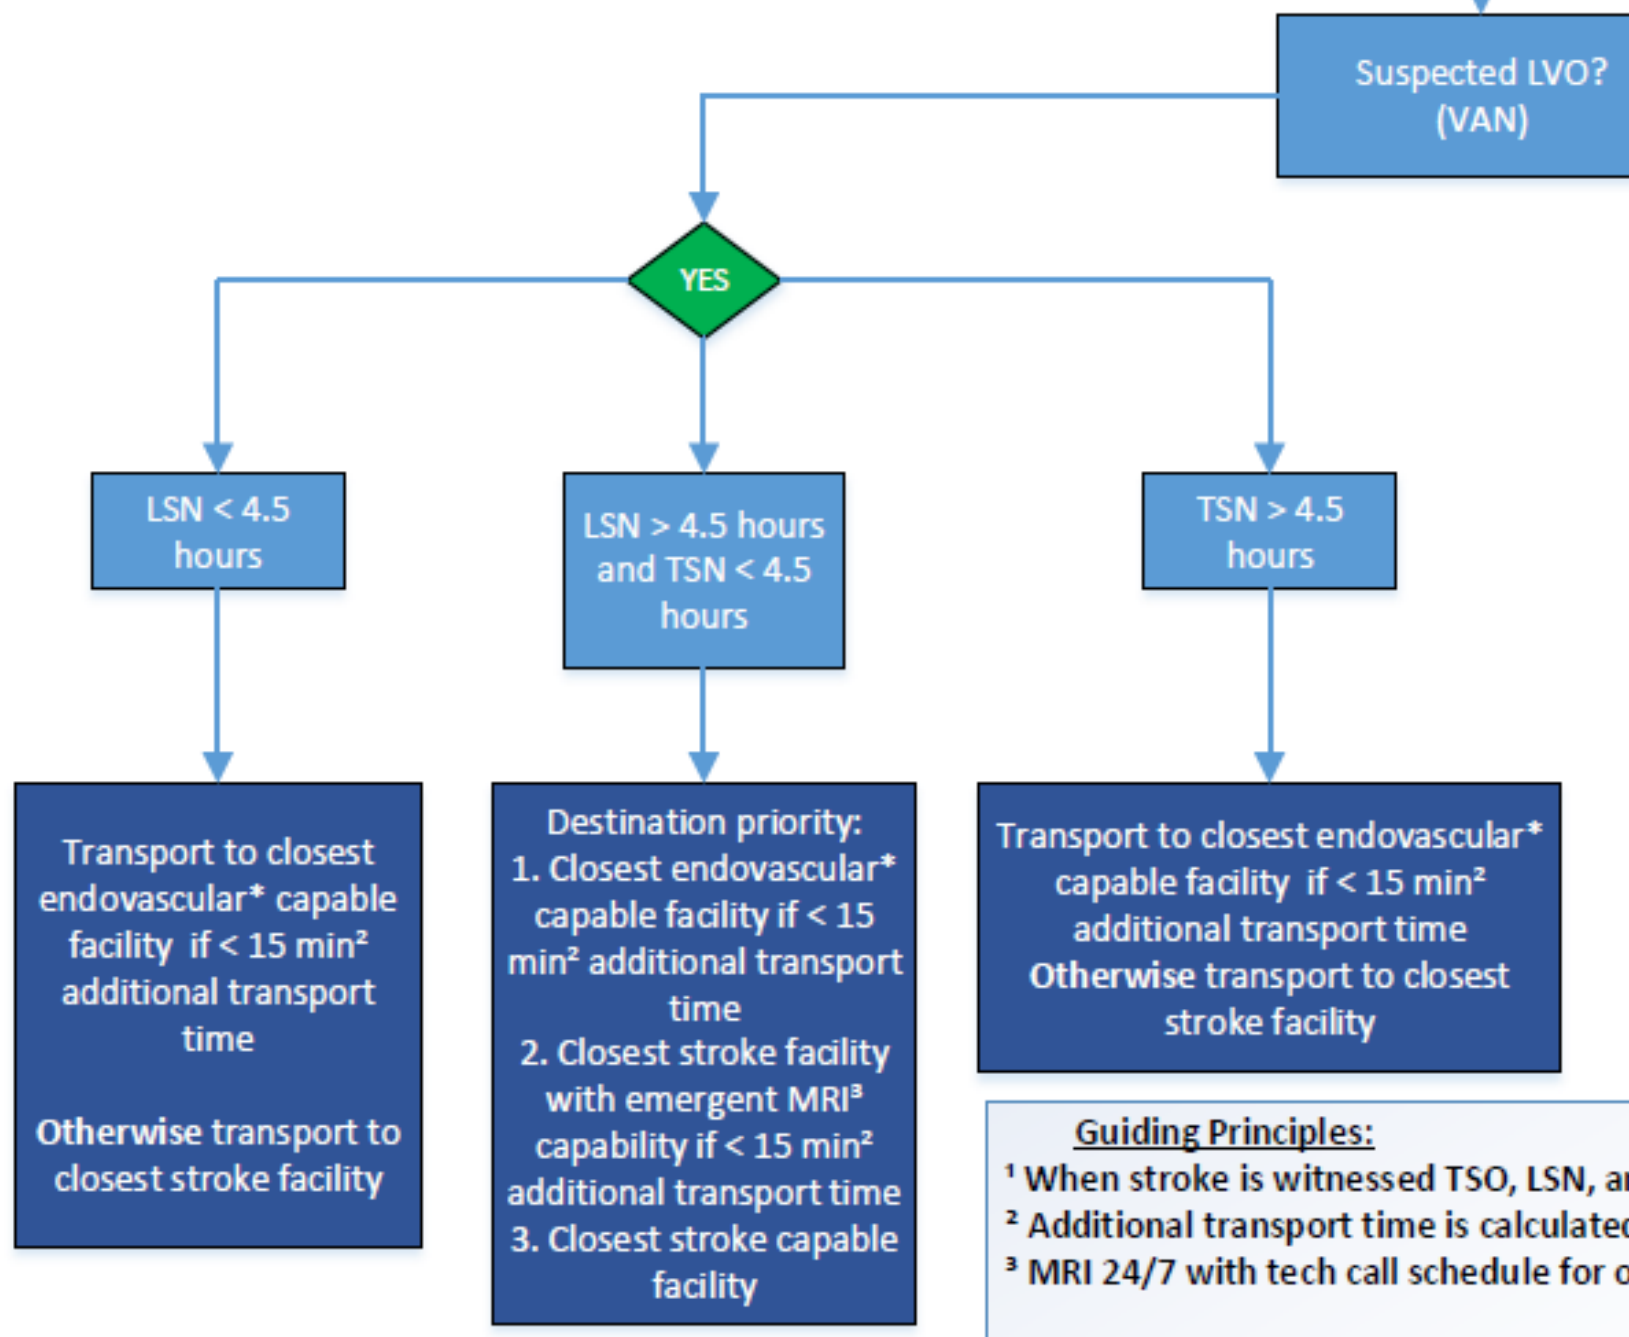 Suspected LVO?
(VAN)
YES
LSN < 4.5
hours
LSN > 4.5 hours
and TSN < 4.5
hours
TSN > 4.5
hours
Transport to closest
endovascular* capable
facility if < 15 min²
additional transport
time
Otherwise transport to
closest stroke facility
Destination priority:
1. Closest endovascular*
capable facility if < 15
min² additional transport
time
2. Closest stroke facility
with emergent MRI³
capability if < 15 min²
additional transport time
3. Closest stroke capable
facility
Transport to closest endovascular*
capable facility if < 15 min²
additional transport time
Otherwise transport to closest
stroke facility
Guiding Principles:
¹ When stroke is witnessed TSO, LSN,
² Additional transport time is calculated
³ MRI 24/7 with tech call schedule for